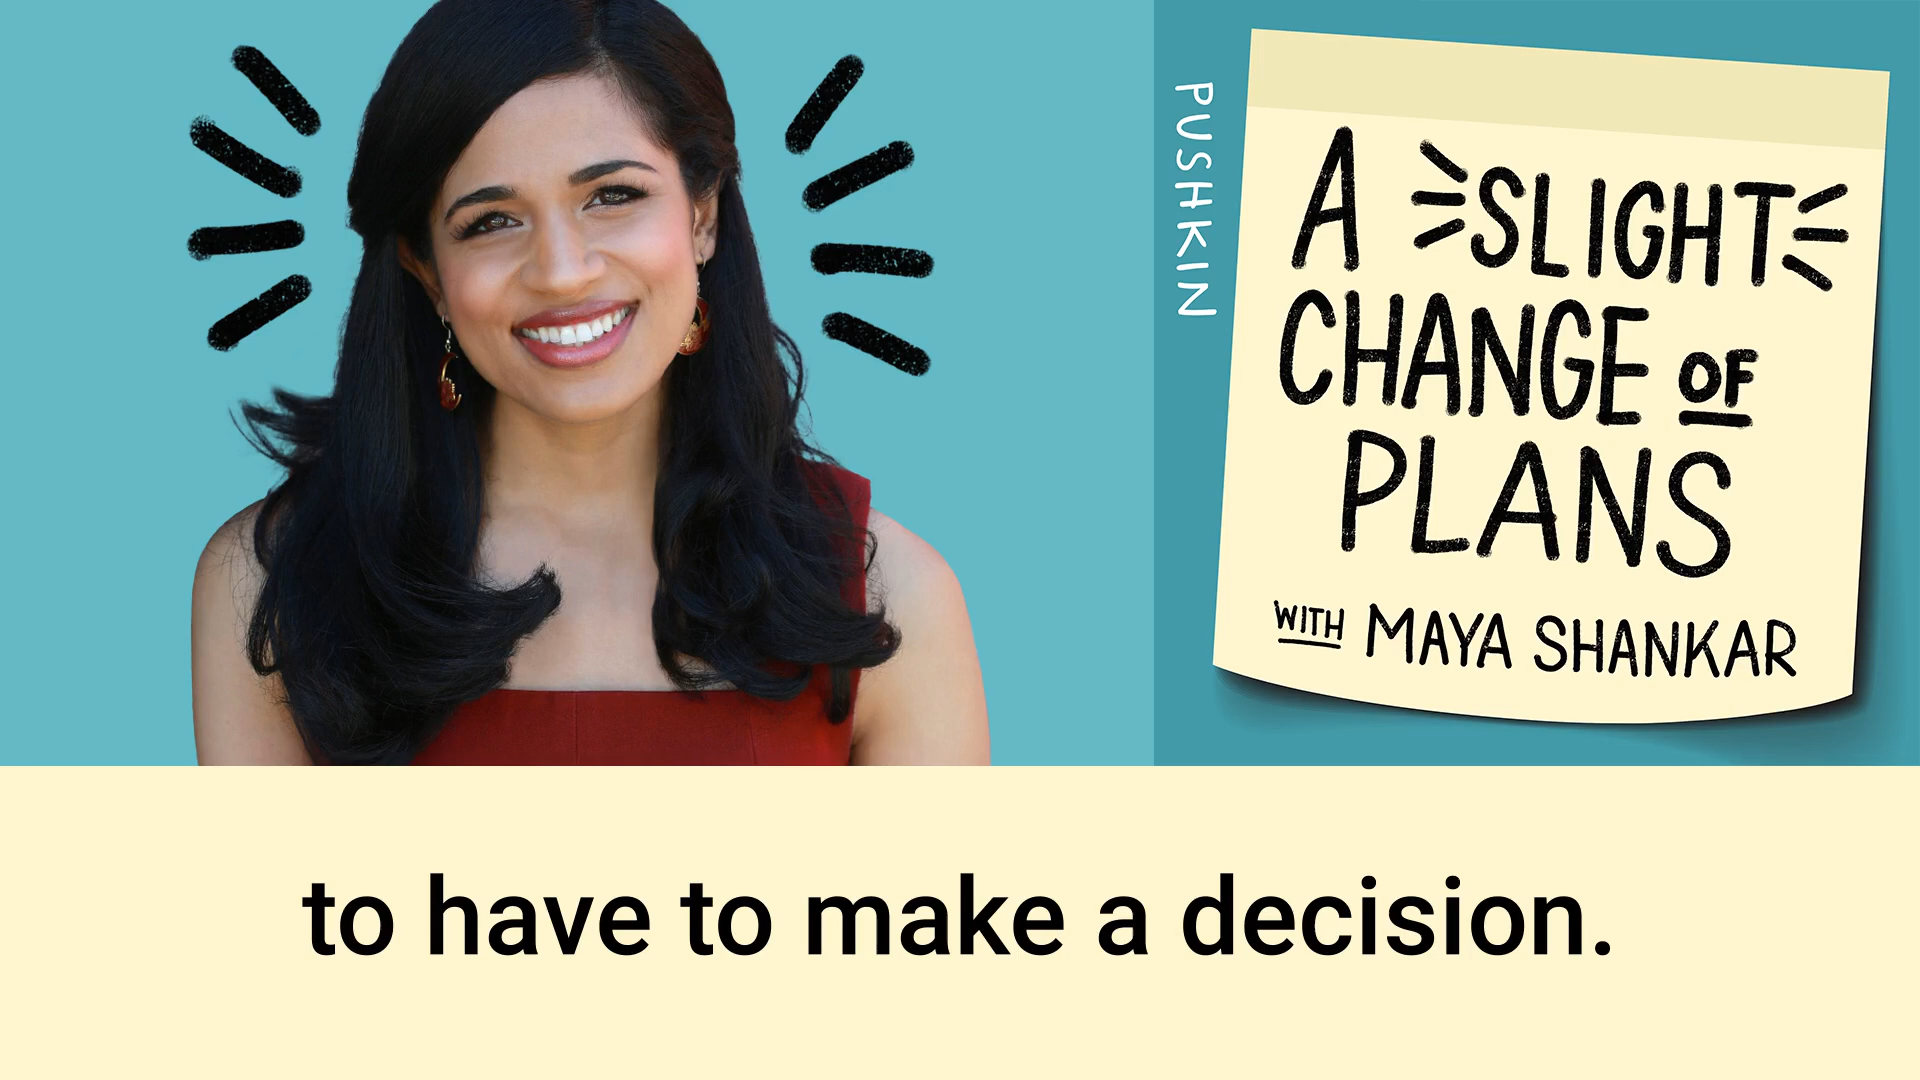 PUSHKIN
A SLIGHT
CHANGE OF
PLANS
WITH MAYA SHANKAR
to have to make a decision.